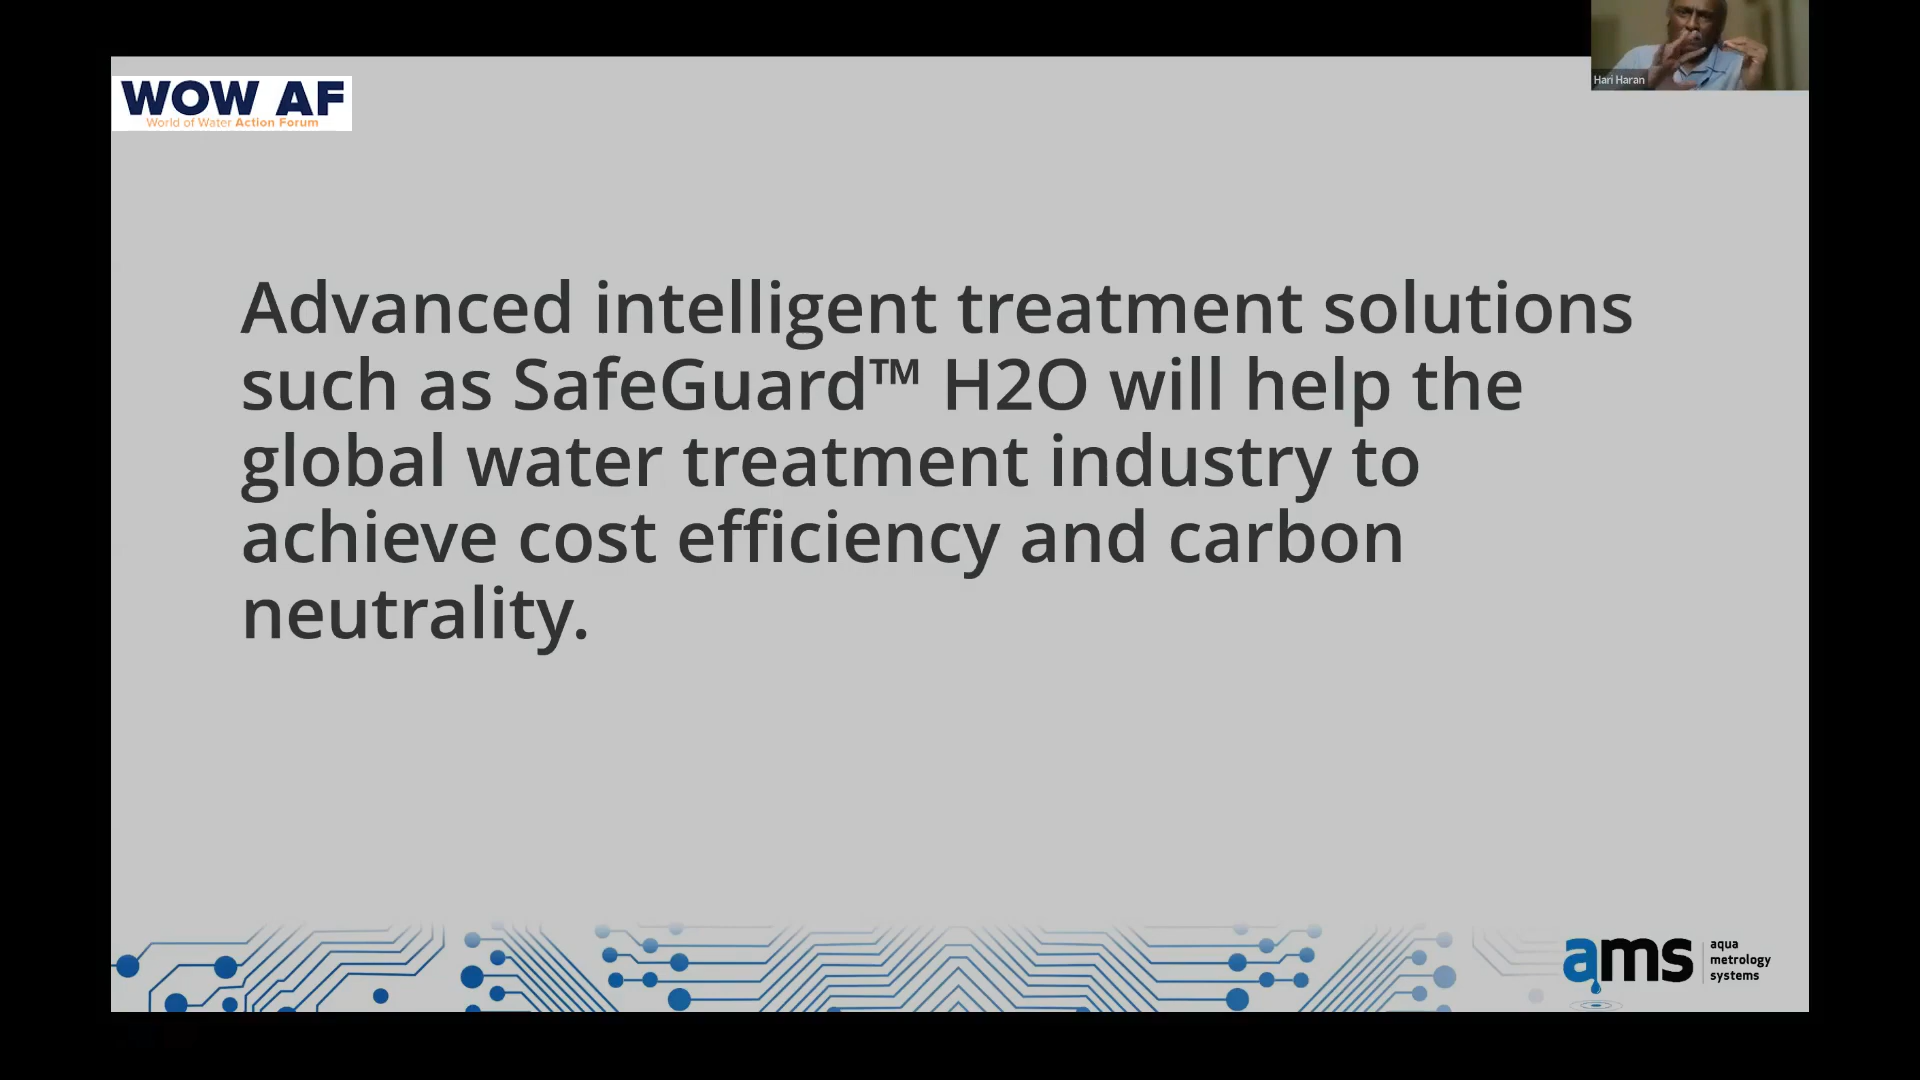 WOW AF
World of Water Action Forum
Hari Haran
Advanced intelligent treatment solutions
such as SafeGuard™ H2O will help the
global water treatment industry to
achieve cost efficiency and carbon
neutrality.
ams
aqua
metrology
systems